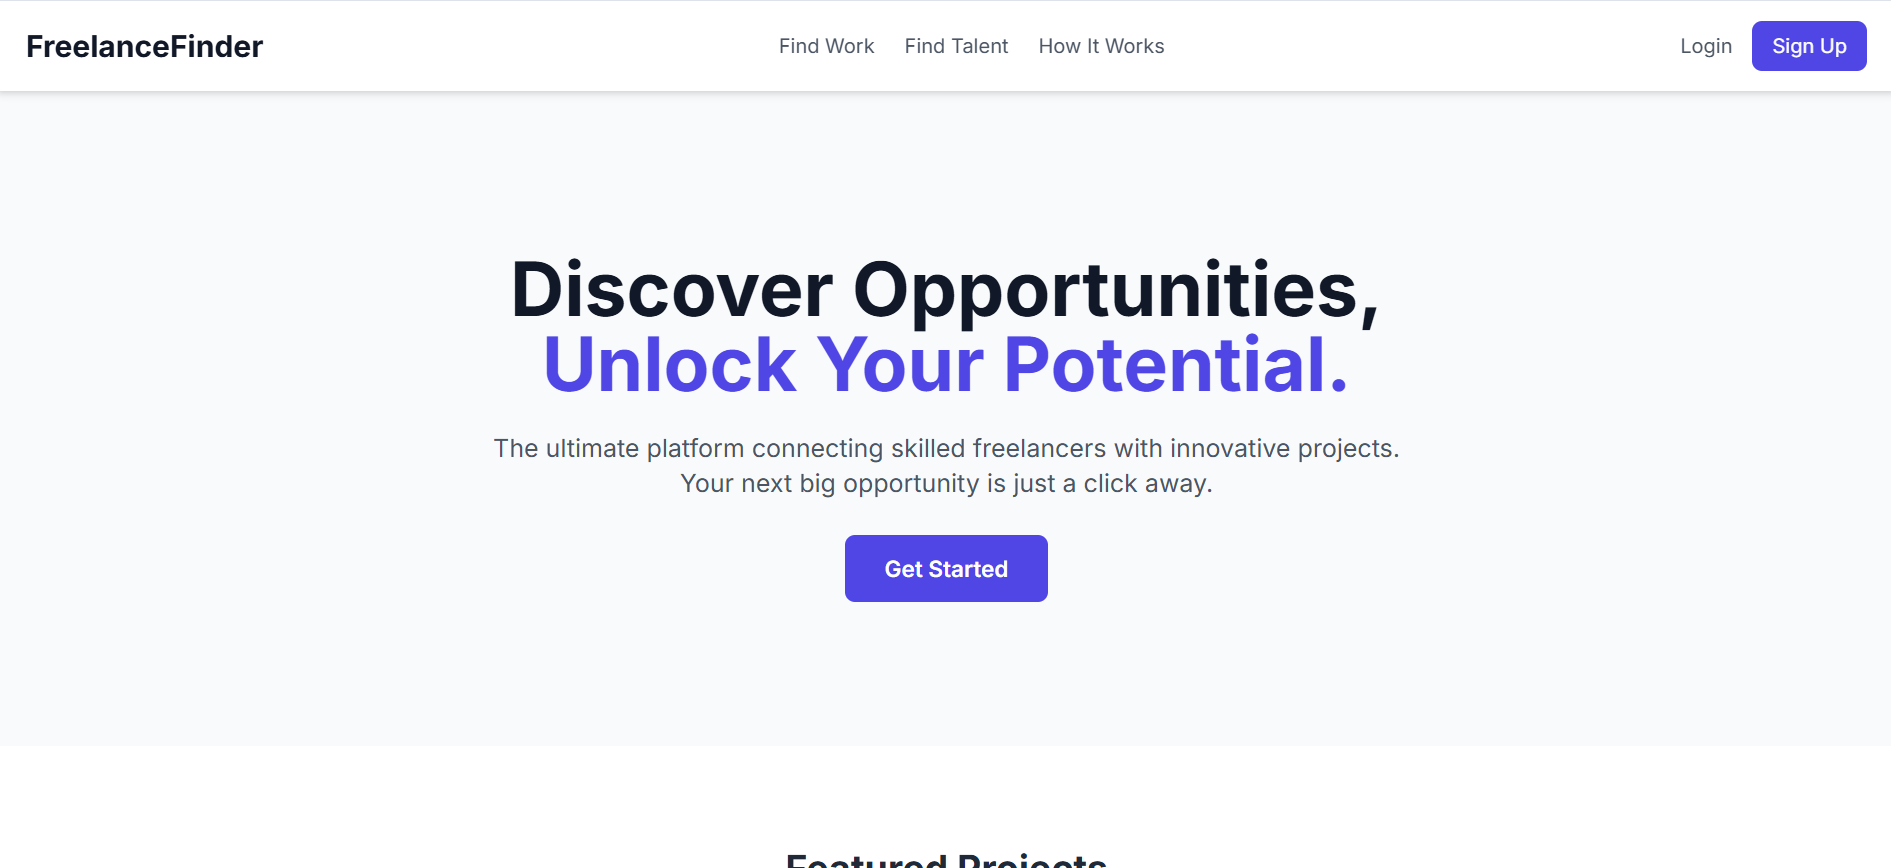 FreelanceFinder
Find Work
Find Talent
How It Works
Login
Sign Up
Discover Opportunities,
Unlock Your Potential.
The ultimate platform connecting skilled freelancers with innovative projects.
Your next big opportunity is just a click away.
Get Started
Featured Projects